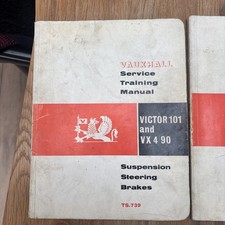 VAUXHALL
Service
Training
Manual
VICTOR 101
and
VX 4 90
Suspension
Steering
Brakes
TS.739